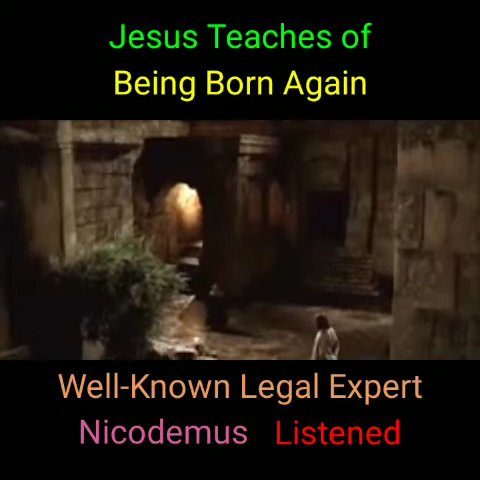 Jesus Teaches of
Being Born Again
Well-Known Legal Expert
Nicodemus Listened